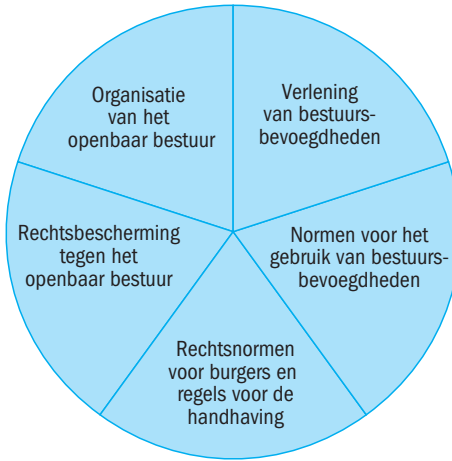 Organisatie
van het
openbaar bestuur
Verlening
van bestuurs-
bevoegdheden
Rechtsbescherming
tegen het
openbaar bestuur
Normen voor het
gebruik van bestuurs-
bevoegdheden
Rechtsnormen
voor burgers en
regels voor de
handhaving